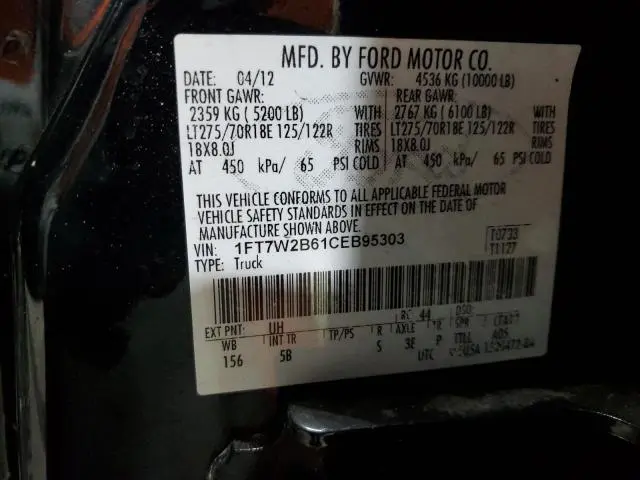 MFD. BY FORD MOTOR CO.
DATE: 04/12 GVWR: 4536 KG (10000 LB)
FRONT GAWR: REAR GAWR:
2359 KG ( 5200 LB) WITH 2767 KG ( 6100 LB) WITH
LT275/70R18E 125/122R TIRES LT275/70R18E 125/122R TIRES
18X8.0J RIMS 18X8.0J RIMS
AT 450 kPa/ 65 PSI COLD AT 450 kPa/ 65 PSI COLD
THIS VEHICLE CONFORMS TO ALL APPLICABLE FEDERAL MOTOR
VEHICLE SAFETY STANDARDS IN EFFECT ON THE DATE OF
MANUFACTURE SHOWN ABOVE.
VIN: 1FT7W2B61CEB95303 T0733
TYPE: Truck T1127
EXT PNT: UH RC: 44 DSO:
WB INT TR TP/PS R AXLE TR SPR
156 5B S 3E P
UTC